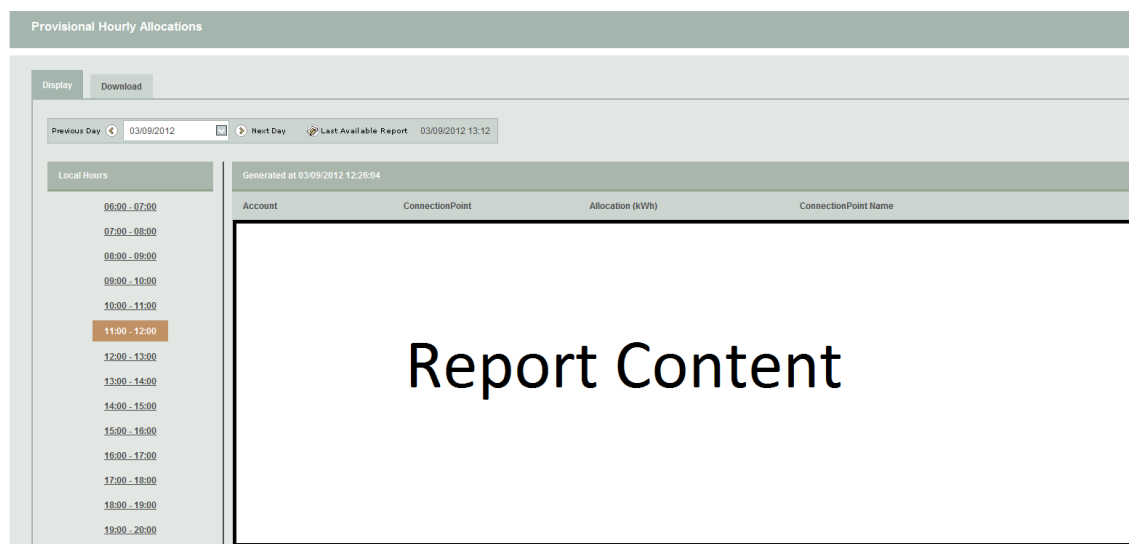 Provisional Hourly Allocations
Display Download
Previous Day 03/09/2012 Next Day Last Available Report 03/09/2012 13:12
Local Hours
06:00 - 07:00
07:00 - 08:00
08:00 - 09:00
09:00 - 10:00
10:00 - 11:00
11:00 - 12:00
12:00 - 13:00
13:00 - 14:00
14:00 - 15:00
15:00 - 16:00
16:00 - 17:00
17:00 - 18:00
18:00 - 19:00
19:00 - 20:00
Generated at 03/09/2012 12:26:04
Account ConnectionPoint Allocation (kWh) ConnectionPoint Name
Report Content